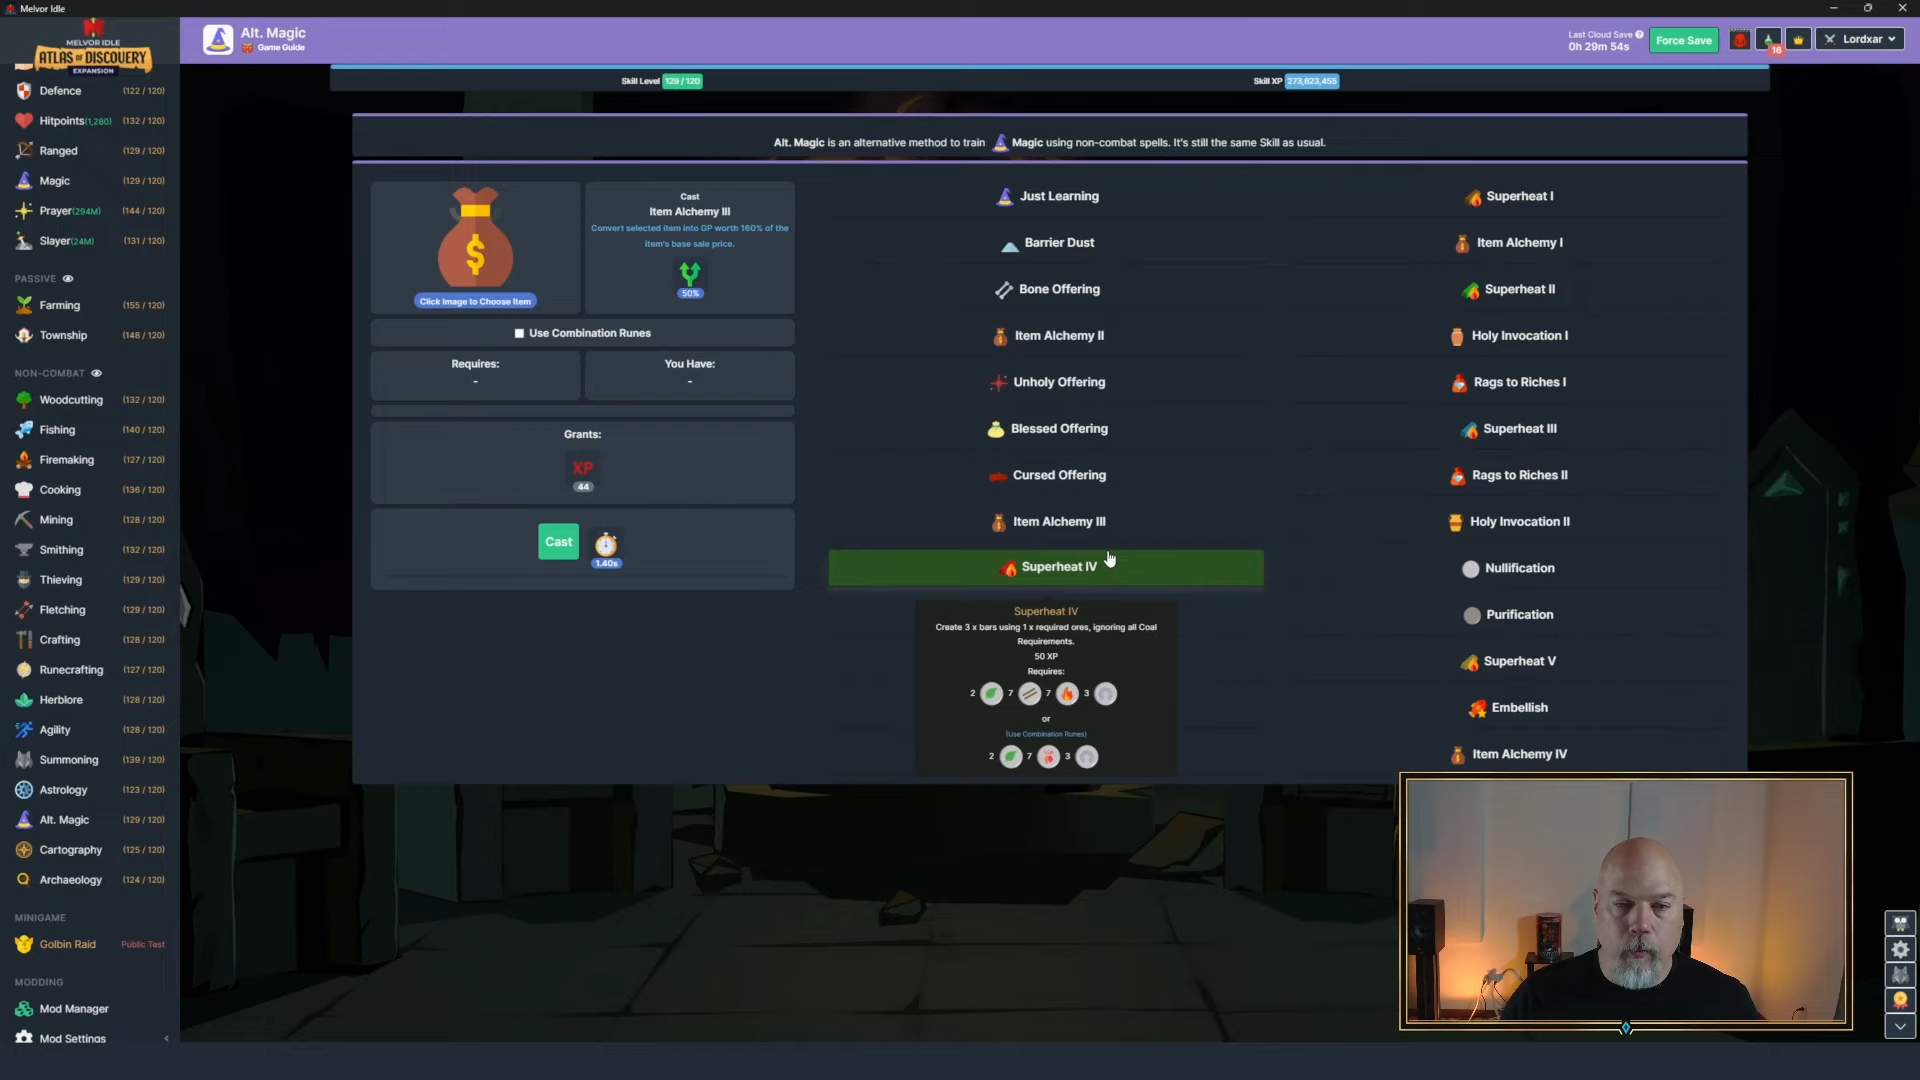 Melvor Idle
MELVOR IDLE
ATLAS OF DISCOVERY
EXPANSION
Alt. Magic
Game Guide
Last Cloud Save
0h 29m 54s
Force Save
16
Lordxar
Skill Level 129 / 120
Skill XP 273,623,455
Defence (122 / 120)
Hitpoints(1,280) (132 / 120)
Ranged (129 / 120)
Magic (129 / 120)
Prayer(294M) (144 / 120)
Slayer(24M) (131 / 120)
PASSIVE
Farming (155 / 120)
Township (148 / 120)
NON-COMBAT
Woodcutting (132 / 120)
Fishing (140 / 120)
Firemaking (127 / 120)
Cooking (136 / 120)
Mining (128 / 120)
Smithing (132 / 120)
Thieving (129 / 120)
Fletching (129 / 120)
Crafting (128 / 120)
Runecrafting (127 / 120)
Herblore (128 / 120)
Agility (128 / 120)
Summoning (139 / 120)
Astrology (123 / 120)
Alt. Magic (129 / 120)
Cartography (125 / 120)
Archaeology (124 / 120)
MINIGAME
Golbin Raid Public Test
MODDING
Mod Manager
Mod Settings
Alt. Magic is an alternative method to train Magic using non-combat spells. It's still the same Skill as usual.
$
Click Image to Choose Item
Cast
Item Alchemy III
Convert selected item into GP worth 160% of the
item's base sale price.
50%
Use Combination Runes
Requires:
-
You Have:
-
Grants:
XP
44
Cast
1.40s
Just Learning
Barrier Dust
Bone Offering
Item Alchemy II
Unholy Offering
Blessed Offering
Cursed Offering
Item Alchemy III
Superheat IV
Superheat IV
Create 3 x bars using 1 x required ores, ignoring all Coal
Requirements.
50 XP
Requires:
2 7 7 3
or
(Use Combination Runes)
2 7 3
Superheat I
Item Alchemy I
Superheat II
Holy Invocation I
Rags to Riches I
Superheat III
Rags to Riches II
Holy Invocation II
Nullification
Purification
Superheat V
Embellish
Item Alchemy IV